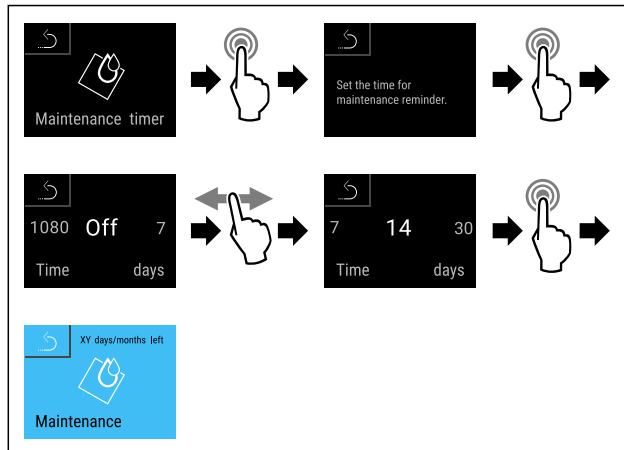 Maintenance timer
Set the time for
maintenance reminder.
1080 Off 7
Time days
7 14 30
Time days
XY days/months left
Maintenance